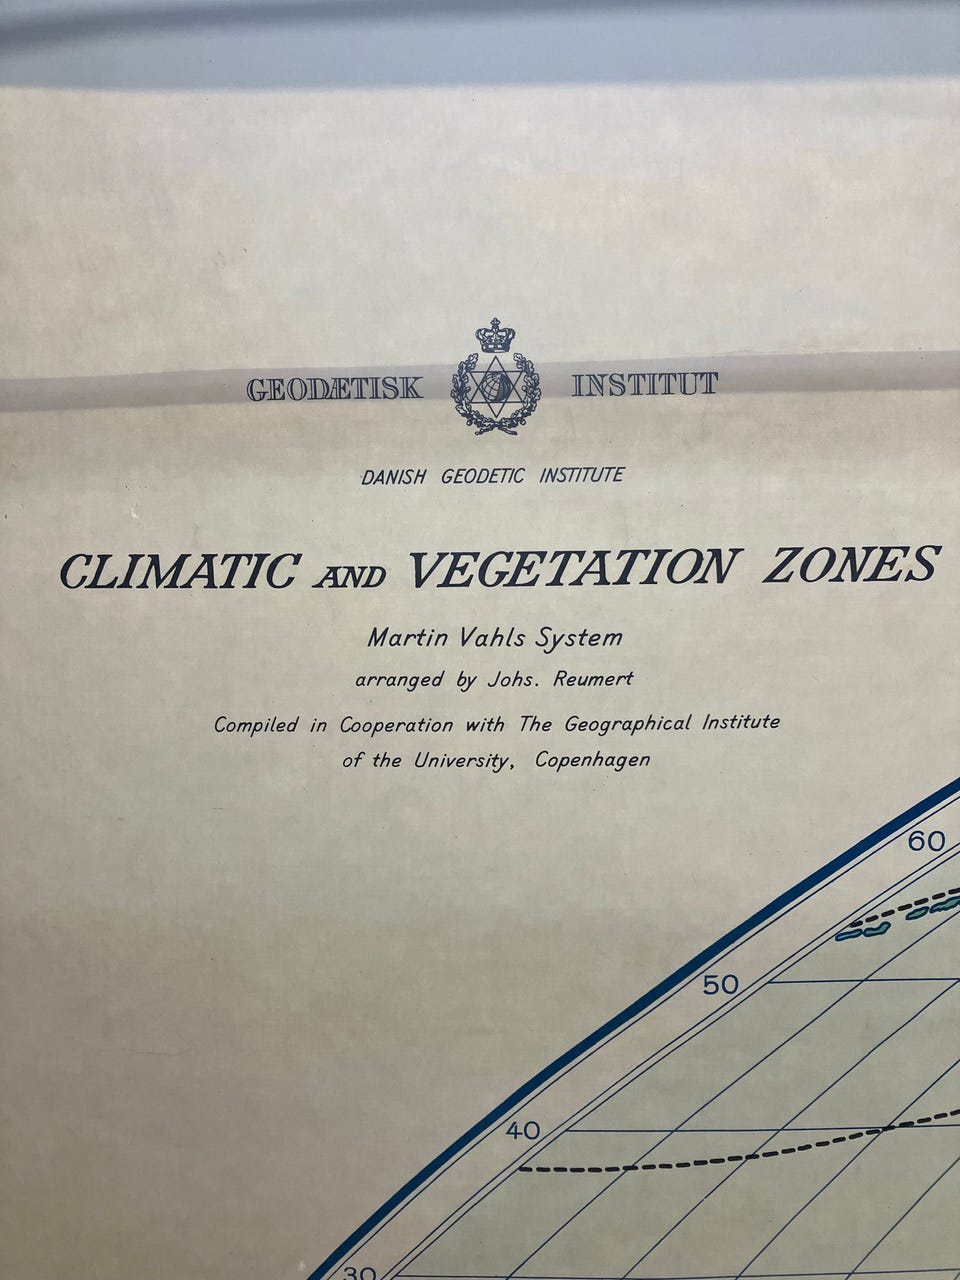 GEODÆTISK INSTITUT
DANISH GEODETIC INSTITUTE
CLIMATIC AND VEGETATION ZONES
Martin Vahls System
arranged by Johs. Reumert
Compiled in Cooperation with The Geographical Institute
of the University, Copenhagen
60
50
40
30